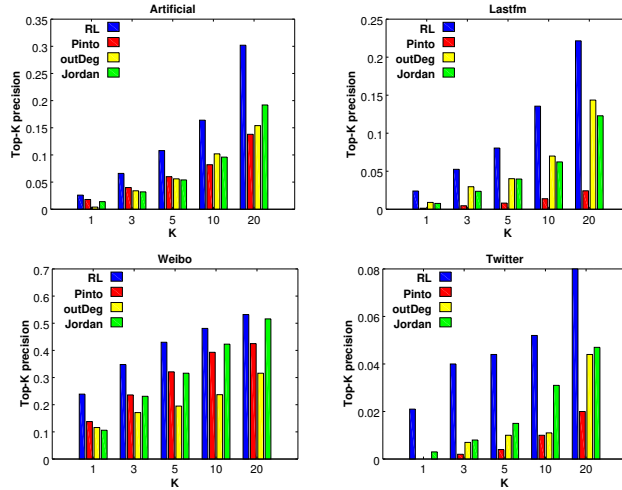 Artificial
Top-K precision
0.35
0.3
0.25
0.2
0.15
0.1
0.05
0
RL
Pinto
outDeg
Jordan
1 3 5 10 20
K
Lastfm
Top-K precision
0.25
0.2
0.15
0.1
0.05
0
RL
Pinto
outDeg
Jordan
1 3 5 10 20
K
Weibo
Top-K precision
0.7
0.6
0.5
0.4
0.3
0.2
0.1
0
RL
Pinto
outDeg
Jordan
1 3 5 10 20
K
Twitter
Top-K precision
0.08
0.06
0.04
0.02
0
RL
Pinto
outDeg
Jordan
1 3 5 10 20
K